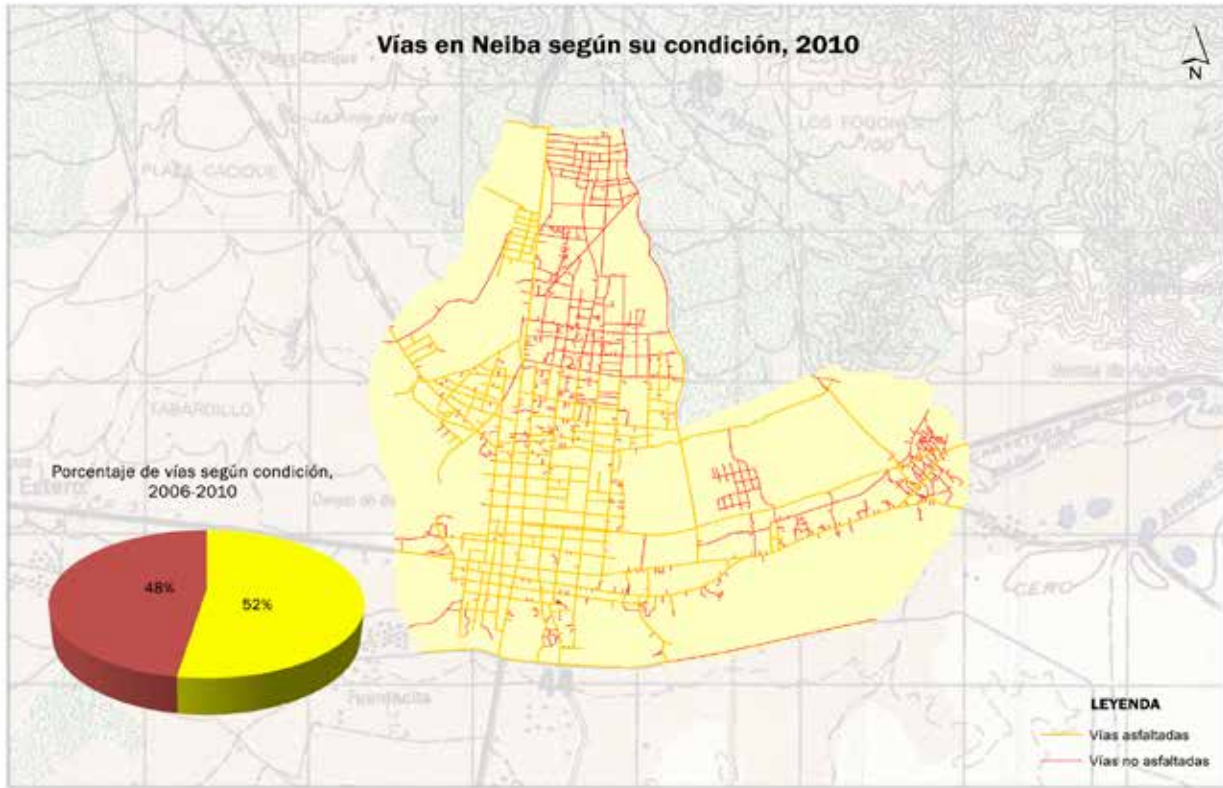 Vías en Neiba según su condición, 2010
N
PLAZA CACIQUE
LOS FOGONES
TABARDILLO
Porcentaje de vías según condición,
2006-2010
Estero
48%
52%
CERO
44
LEYENDA
Vías asfaltadas
Vías no asfaltadas